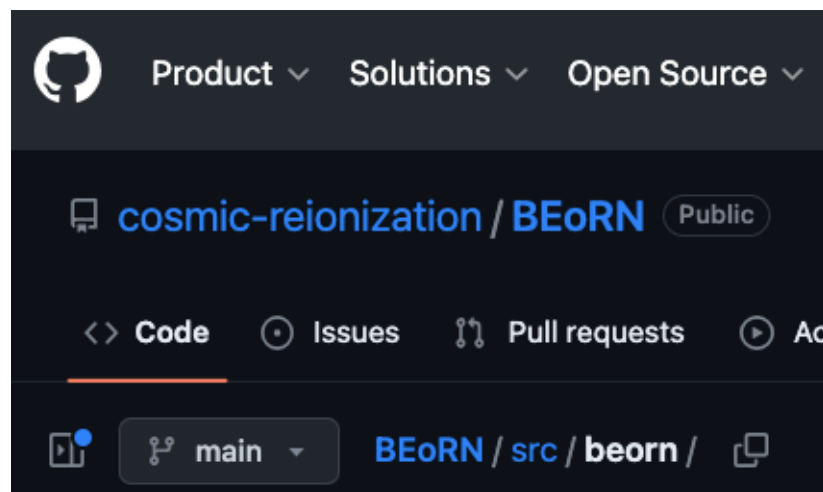 Product Solutions Open Source
cosmic-reionization / BEoRN Public
Code Issues Pull requests
main BEoRN / src / beorn /